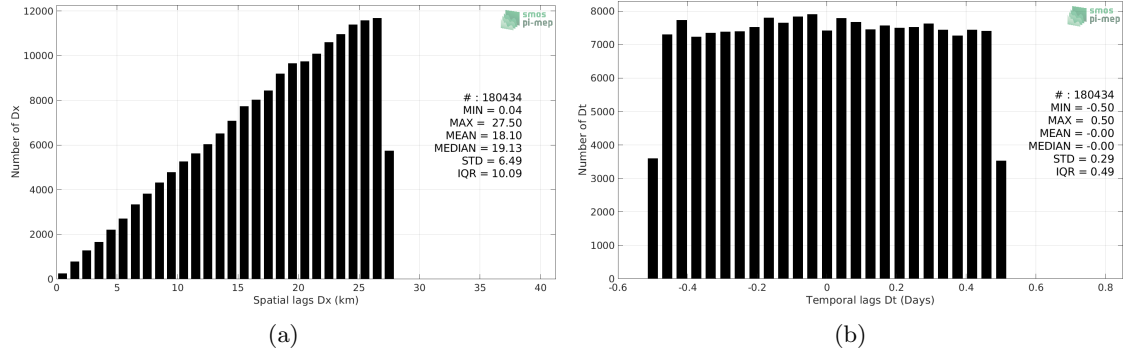 smos
pi-mep
12000
10000
8000
6000
4000
2000
0
Number of Dx
# : 180434
MIN = 0.04
MAX = 27.50
MEAN = 18.10
MEDIAN = 19.13
STD = 6.49
IQR = 10.09
0 5 10 15 20 25 30 35 40
Spatial lags Dx (km)
(a)
smos
pi-mep
8000
7000
6000
5000
4000
3000
2000
1000
0
Number of Dt
# : 180434
MIN = -0.50
MAX = 0.50
MEAN = -0.00
MEDIAN = -0.00
STD = 0.29
IQR = 0.49
-0.6 -0.4 -0.2 0 0.2 0.4 0.6 0.8
Temporal lags Dt (Days)
(b)